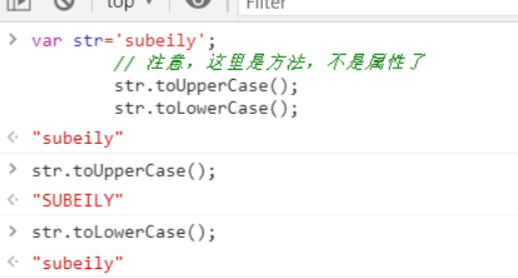 top
Filter
> var str='subeily';
// 注意，这里是方法，不是属性了
str.toUpperCase();
str.toLowerCase();
"subeily"
> str.toUpperCase();
"SUBEILY"
> str.toLowerCase();
"subeily"